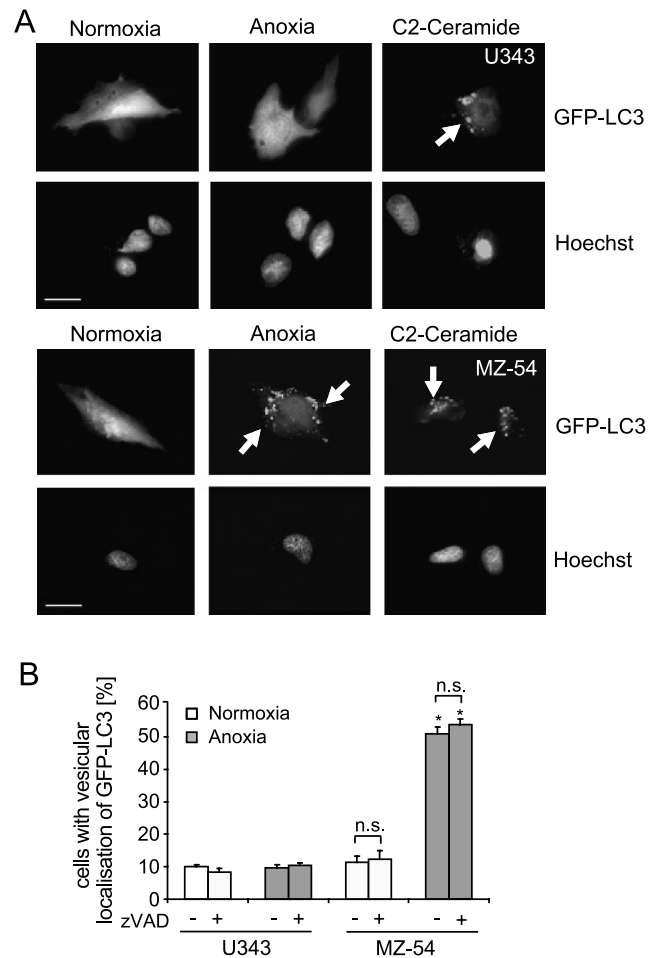 A
Normoxia Anoxia C2-Ceramide
U343
GFP-LC3
Hoechst
Normoxia Anoxia C2-Ceramide
MZ-54
GFP-LC3
Hoechst
B
cells with vesicular
localisation of GFP-LC3 [%]
60
50
40
30
20
10
0
Normoxia
Anoxia
n.s.
n.s.
* *
zVAD - + - + - + - +
U343 MZ-54